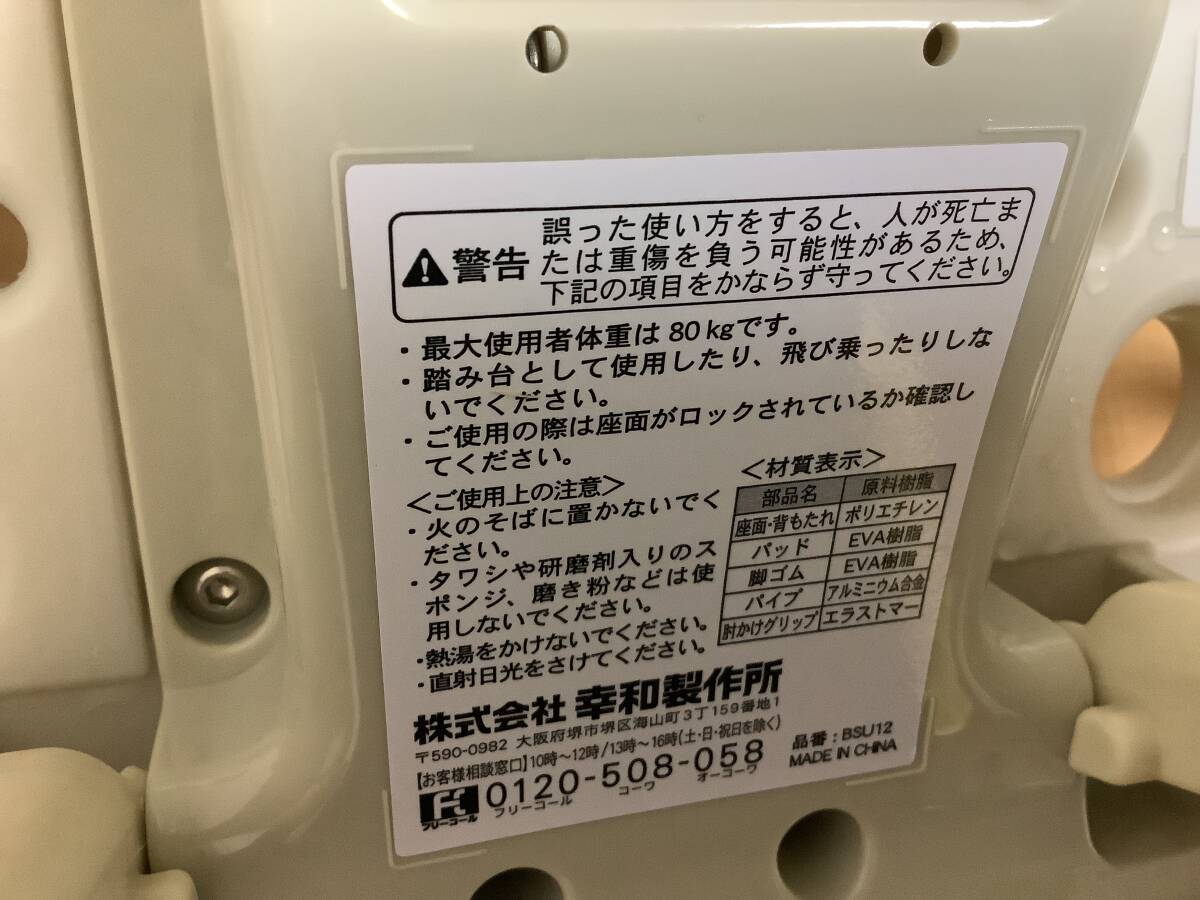 警告
誤った使い方をすると、人が死亡ま
たは重傷を負う可能性があるため、
下記の項目をかならず守ってください。
・最大使用者体重は80kgです。
・踏み台として使用したり、飛び乗ったりしな
いでください。
・ご使用の際は座面がロックされているか確認し
てください。
＜ご使用上の注意＞
・火のそばに置かないでく
ださい。
・タワシや研磨剤入りのス
ポンジ、磨き粉などは使
用しないでください。
・熱湯をかけないでください。
・直射日光をさけてください。
＜材質表示＞
部品名 原料樹脂
座面・背もたれ ポリエチレン
パッド EVA樹脂
脚ゴム EVA樹脂
パイプ アルミニウム合金
肘かけグリップ エラストマー
株式会社 幸和製作所
〒590-0982 大阪府堺市堺区海山町3丁159番地1
【お客様相談窓口】10時～12時/13時～16時(土・日・祝日を除く)
フリーコール
0120-508-058
フリーコール コーワ オーコーワ
品番：BSU12
MADE IN CHINA